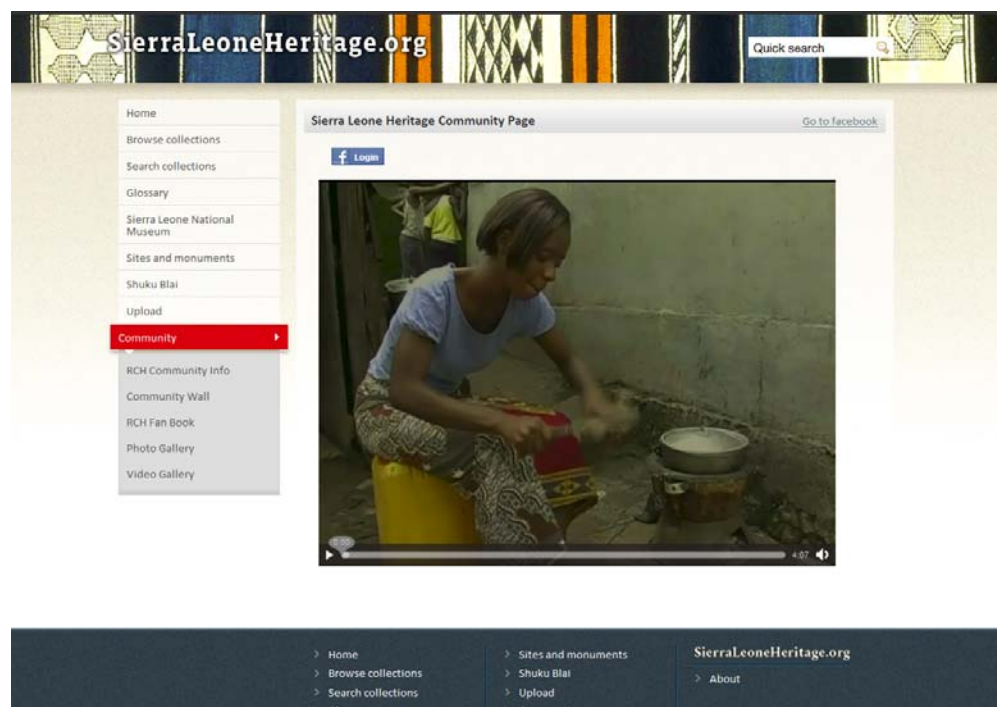 SierraLeoneHeritage.org
Quick search
Home
Browse collections
Search collections
Glossary
Sierra Leone National
Museum
Sites and monuments
Shuku Blai
Upload
Community
RCH Community Info
Community Wall
RCH Fan Book
Photo Gallery
Video Gallery
Sierra Leone Heritage Community Page
Go to facebook
f Login
0:00
4:07
Home
Browse collections
Search collections
Sites and monuments
Shuku Blai
Upload
SierraLeoneHeritage.org
About